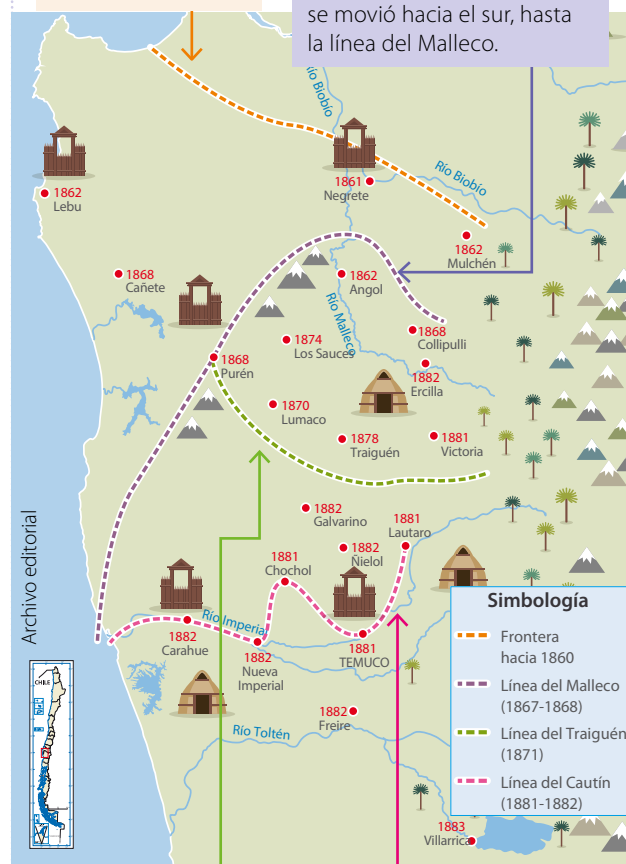 se movió hacia el sur, hasta
la línea del Malleco.
río Biobío
Río Biobío
1861
Negrete
1862
Lebu
1862
Mulchén
1868
Cañete
1862
Angol
Río Malleco
1868
Collipulli
1874
Los Sauces
1868
Purén
1882
Ercilla
1870
Lumaco
1878
Traiguén
1881
Victoria
1882
Galvarino
1881
Lautaro
1882
Ñielol
1881
Chochol
Río Imperial
1882
Carahue
1882
Nueva
Imperial
1881
TEMUCO
1882
Freire
Río Toltén
1883
Villarrica
Archivo editorial
CHILE
Simbología
Frontera
hacia 1860
Línea del Malleco
(1867-1868)
Línea del Traiguén
(1871)
Línea del Cautín
(1881-1882)